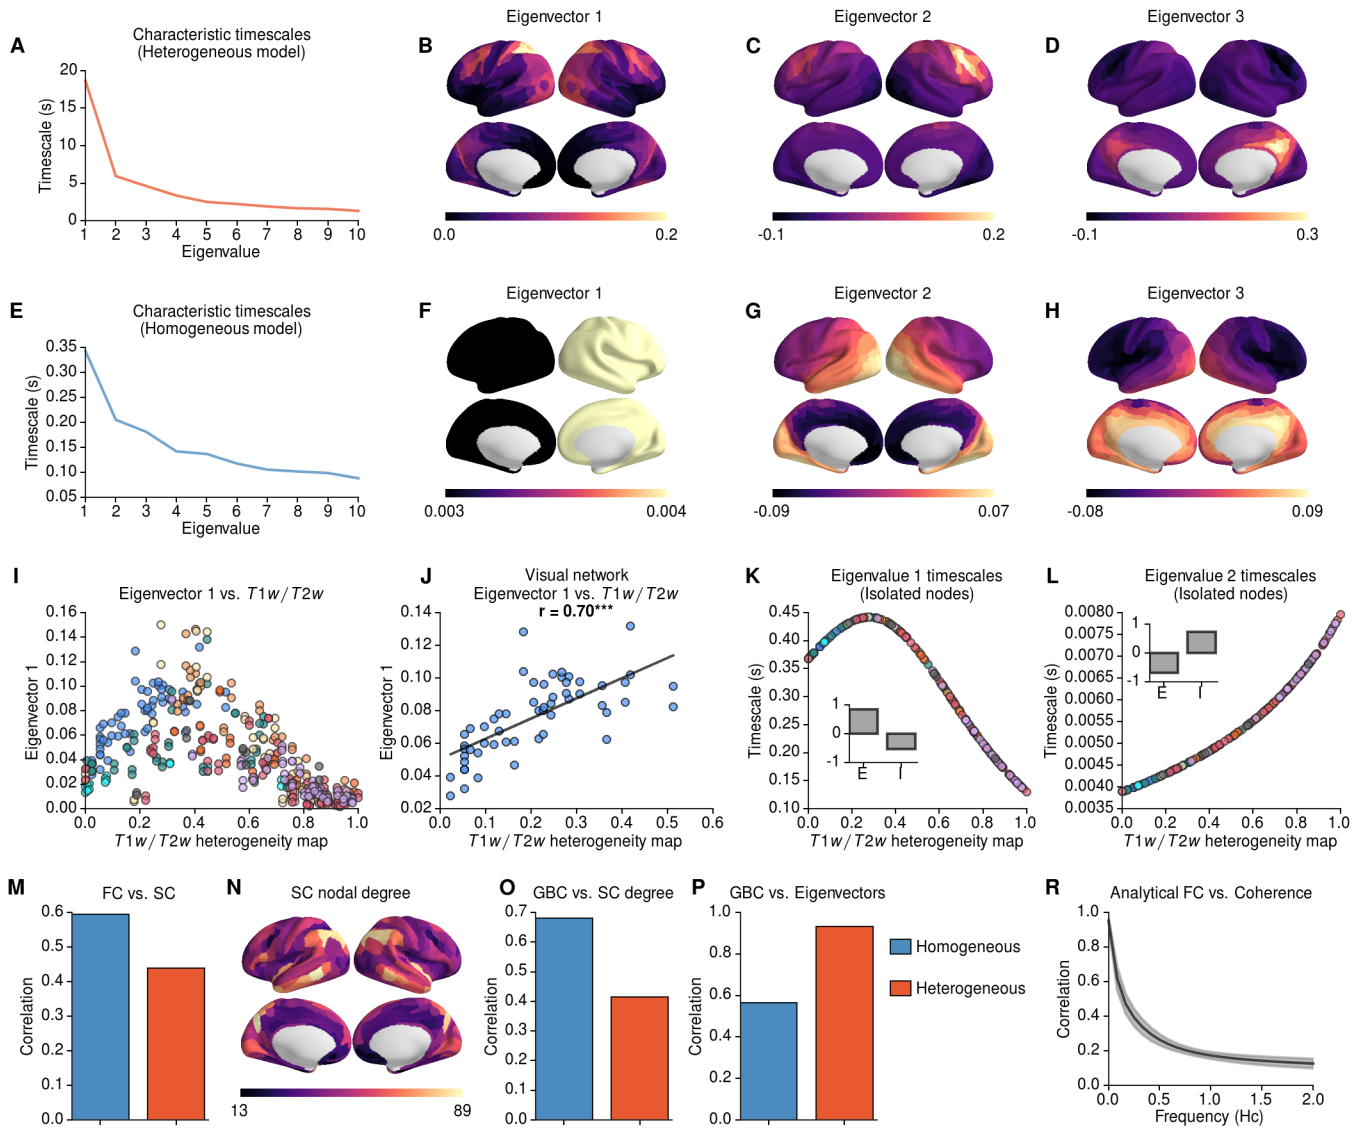 A
Characteristic timescales
(Heterogeneous model)
20
15
10
5
0
Timescale (s)
1 2 3 4 5 6 7 8 9 10
Eigenvalue
B
Eigenvector 1
0.0 0.2
C
Eigenvector 2
-0.1 0.2
D
Eigenvector 3
-0.1 0.3
E
Characteristic timescales
(Homogeneous model)
0.35
0.30
0.25
0.20
0.15
0.10
0.05
Timescale (s)
1 2 3 4 5 6 7 8 9 10
Eigenvalue
F
Eigenvector 1
0.003 0.004
G
Eigenvector 2
-0.09 0.07
H
Eigenvector 3
-0.08 0.09
I
Eigenvector 1 vs. T1w/T2w
0.16
0.14
0.12
0.10
0.08
0.06
0.04
0.02
0.00
Eigenvector 1
0.0 0.2 0.4 0.6 0.8 1.0
T1w/T2w heterogeneity map
J
Visual network
Eigenvector 1 vs. T1w/T2w
r = 0.70***
0.14
0.12
0.10
0.08
0.06
0.04
0.02
Eigenvector 1
0.0 0.1 0.2 0.3 0.4 0.5 0.6
T1w/T2w heterogeneity map
K
Eigenvalue 1 timescales
(Isolated nodes)
0.45
0.40
0.35
0.30
0.25
0.20
0.15
0.10
Timescale (s)
1
0
-1
E I
0.0 0.2 0.4 0.6 0.8 1.0
T1w/T2w heterogeneity map
L
Eigenvalue 2 timescales
(Isolated nodes)
0.0080
0.0075
0.0070
0.0065
0.0060
0.0055
0.0050
0.0045
0.0040
0.0035
Timescale (s)
1
0
-1
E I
0.0 0.2 0.4 0.6 0.8 1.0
T1w/T2w heterogeneity map
M
FC vs. SC
0.6
0.5
0.4
0.3
0.2
0.1
0.0
Correlation
N
SC nodal degree
13 89
O
GBC vs. SC degree
0.7
0.6
0.5
0.4
0.3
0.2
0.1
0.0
Correlation
P
GBC vs. Eigenvectors
1.0
0.8
0.6
0.4
0.2
0.0
Correlation
Homogeneous
Heterogeneous
R
Analytical FC vs. Coherence
1.0
0.8
0.6
0.4
0.2
0.0
Correlation
0.0 0.5 1.0 1.5 2.0
Frequency (Hc)